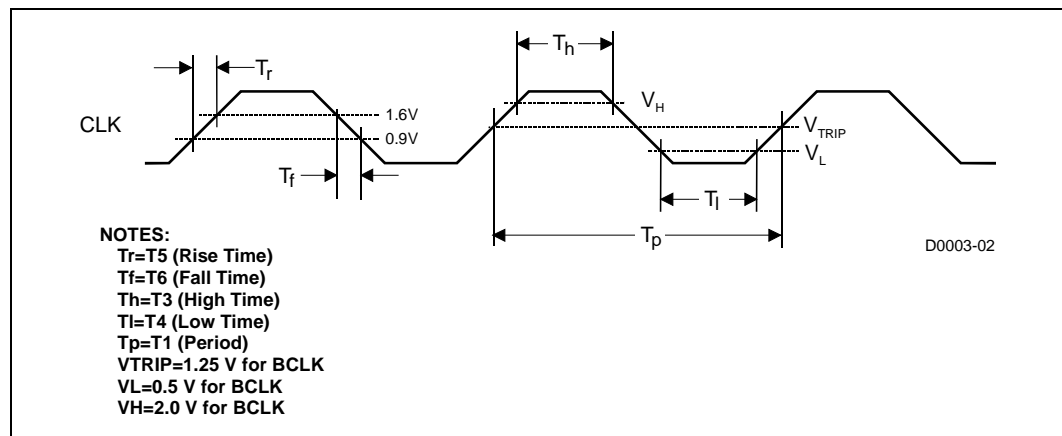 Th
Tr
CLK
1.6V
0.9V
VH
VTRIP
VL
Tf
Tl
Tp
D0003-02
NOTES:
Tr=T5 (Rise Time)
Tf=T6 (Fall Time)
Th=T3 (High Time)
Tl=T4 (Low Time)
Tp=T1 (Period)
VTRIP=1.25 V for BCLK
VL=0.5 V for BCLK
VH=2.0 V for BCLK